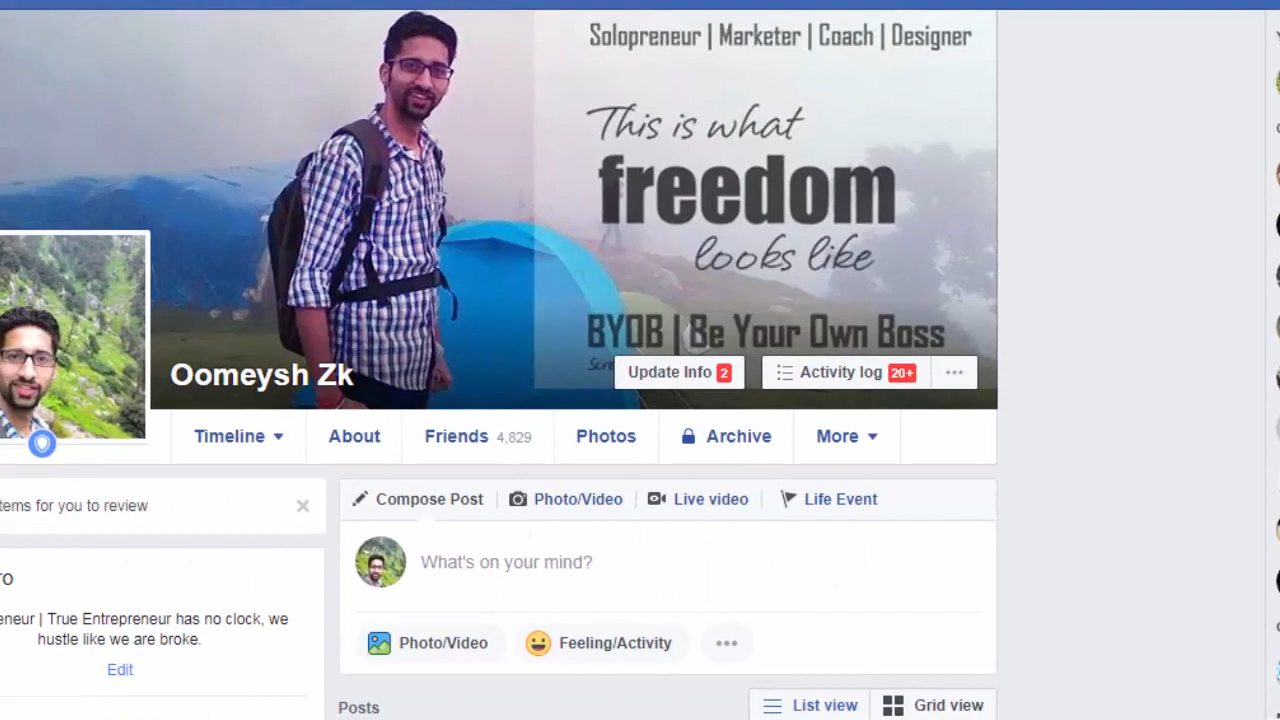 Solopreneur | Marketer | Coach | Designer
This is what
freedom
looks like
BYOB | Be Your Own Boss
Oomeysh Zk
Update Info 2
Activity log 20+
Timeline
About
Friends 4,829
Photos
Archive
More
tems for you to review
Compose Post
Photo/Video
Live video
Life Event
What's on your mind?
ro
eneur | True Entrepreneur has no clock, we
hustle like we are broke.
Edit
Photo/Video
Feeling/Activity
Posts
List view
Grid view